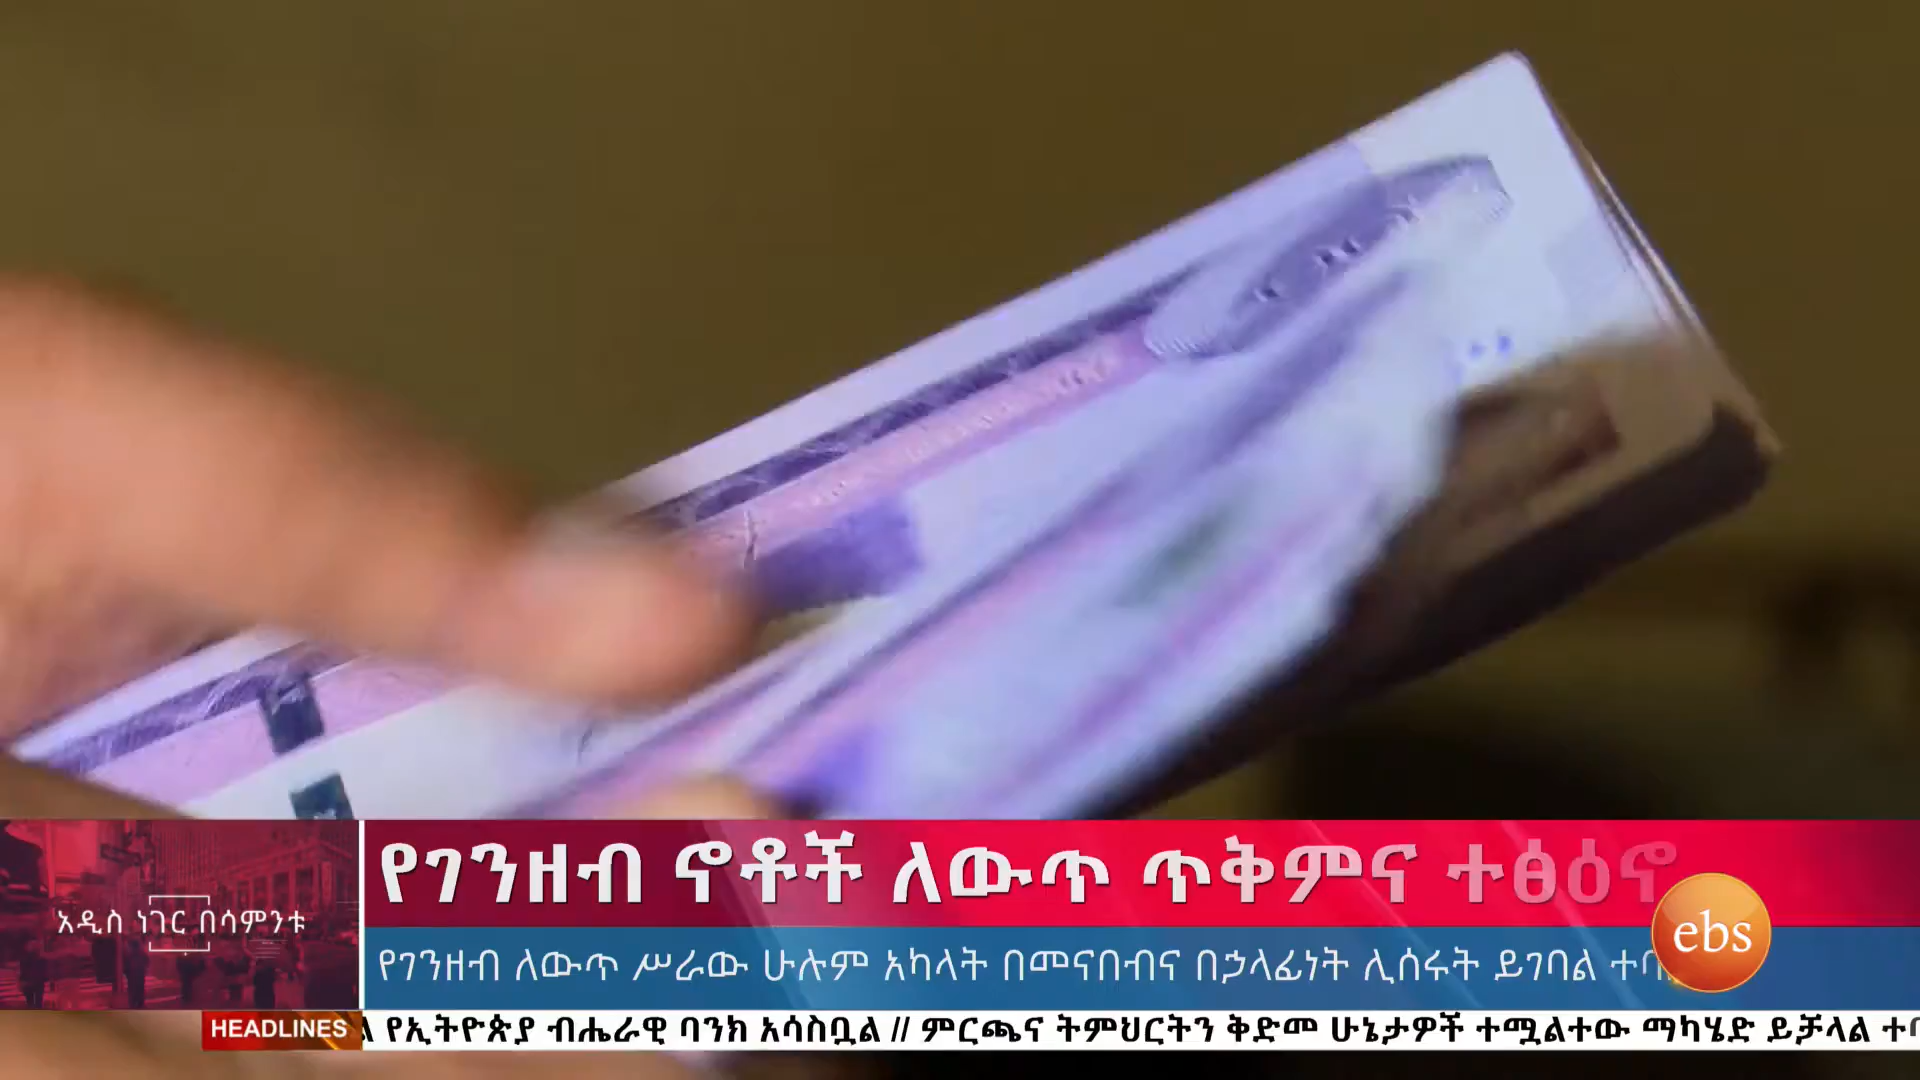 የገንዘብ ኖቶች ለውጥ ጥቅምና ተፅዕኖ
አዲስ ነገር በሳምንቱ
የገንዘብ ለውጥ ሥራው ሁሉም አካላት በመናበብና በኃላፊነት ሊሰሩት ይገባል
ebs
HEADLINES
የኢትዮጵያ ብሔራዊ ባንክ አሳስቧል // ምርጫና ትምህርትን ቅድመ ሁኔታዎች ተሟልተው ማካሄድ ይቻላል